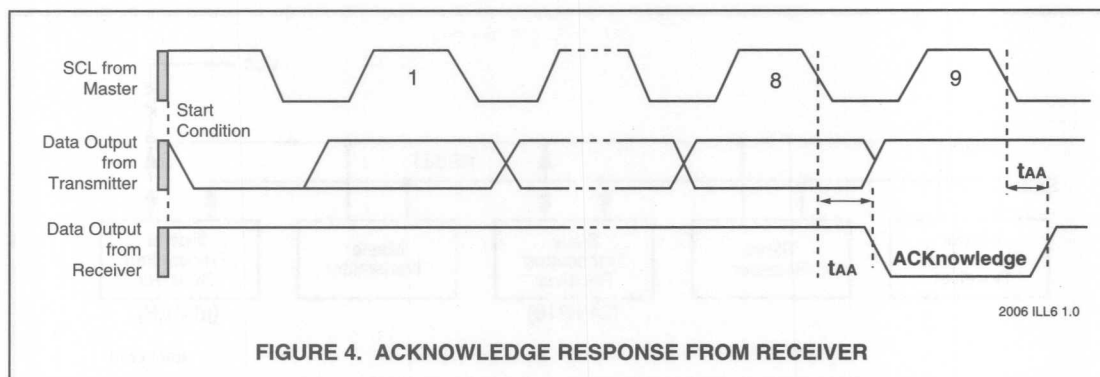 SCL from
Master
1
8
9
Start
Condition
Data Output
from
Transmitter
tAA
Data Output
from
Receiver
tAA
ACKnowledge
2006 ILL6 1.0
FIGURE 4. ACKNOWLEDGE RESPONSE FROM RECEIVER